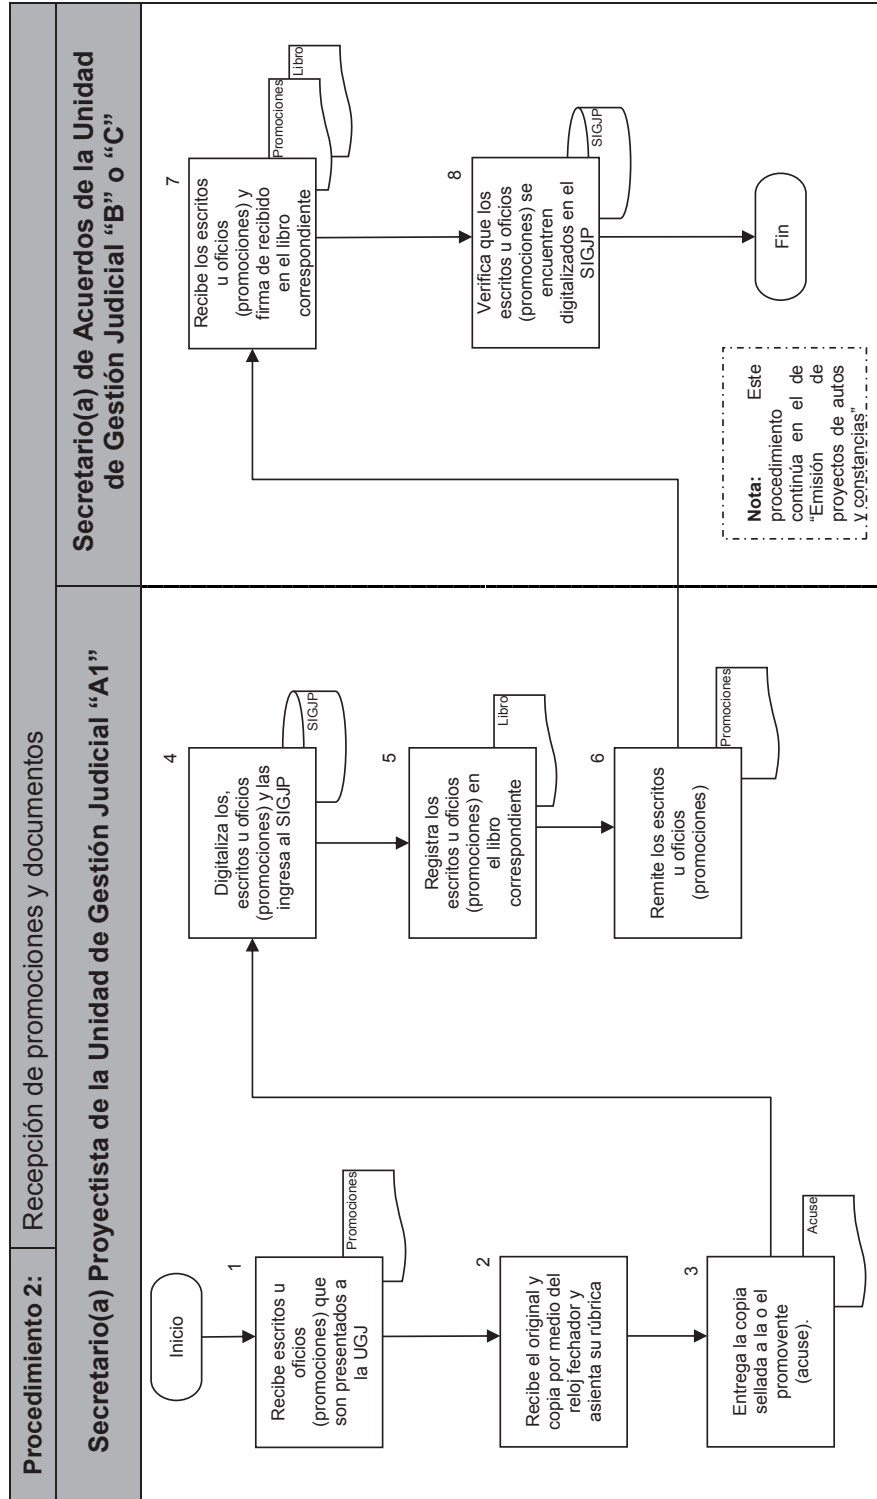 Procedimiento 2:
Recepción de promociones y documentos
Secretario(a) Proyectista de la Unidad de Gestión Judicial “A1”
Secretario(a) de Acuerdos de la Unidad
de Gestión Judicial “B” o “C”
Inicio
1
Recibe escritos u
oficios
(promociones) que
son presentados a
la UGJ
Promociones
2
Recibe el original y
copia por medio del
reloj fechador y
asienta su rúbrica
3
Entrega la copia
sellada a la o el
promovente
(acuse).
Acuse
4
Digitaliza los,
escritos u oficios
(promociones) y las
ingresa al SIGJP
SIGJP
5
Registra los
escritos u oficios
(promociones) en
el libro
correspondiente
Libro
6
Remite los escritos
u oficios
(promociones)
Promociones
7
Recibe los escritos
u oficios
(promociones) y
firma de recibido
en el libro
correspondiente
Promociones
Libro
8
Verifica que los
escritos u oficios
(promociones) se
encuentren
digitalizados en el
SIGJP
SIGJP
Fin
Nota: Este
procedimiento
continúa en el de
“Emisión de
proyectos de autos
y constancias”